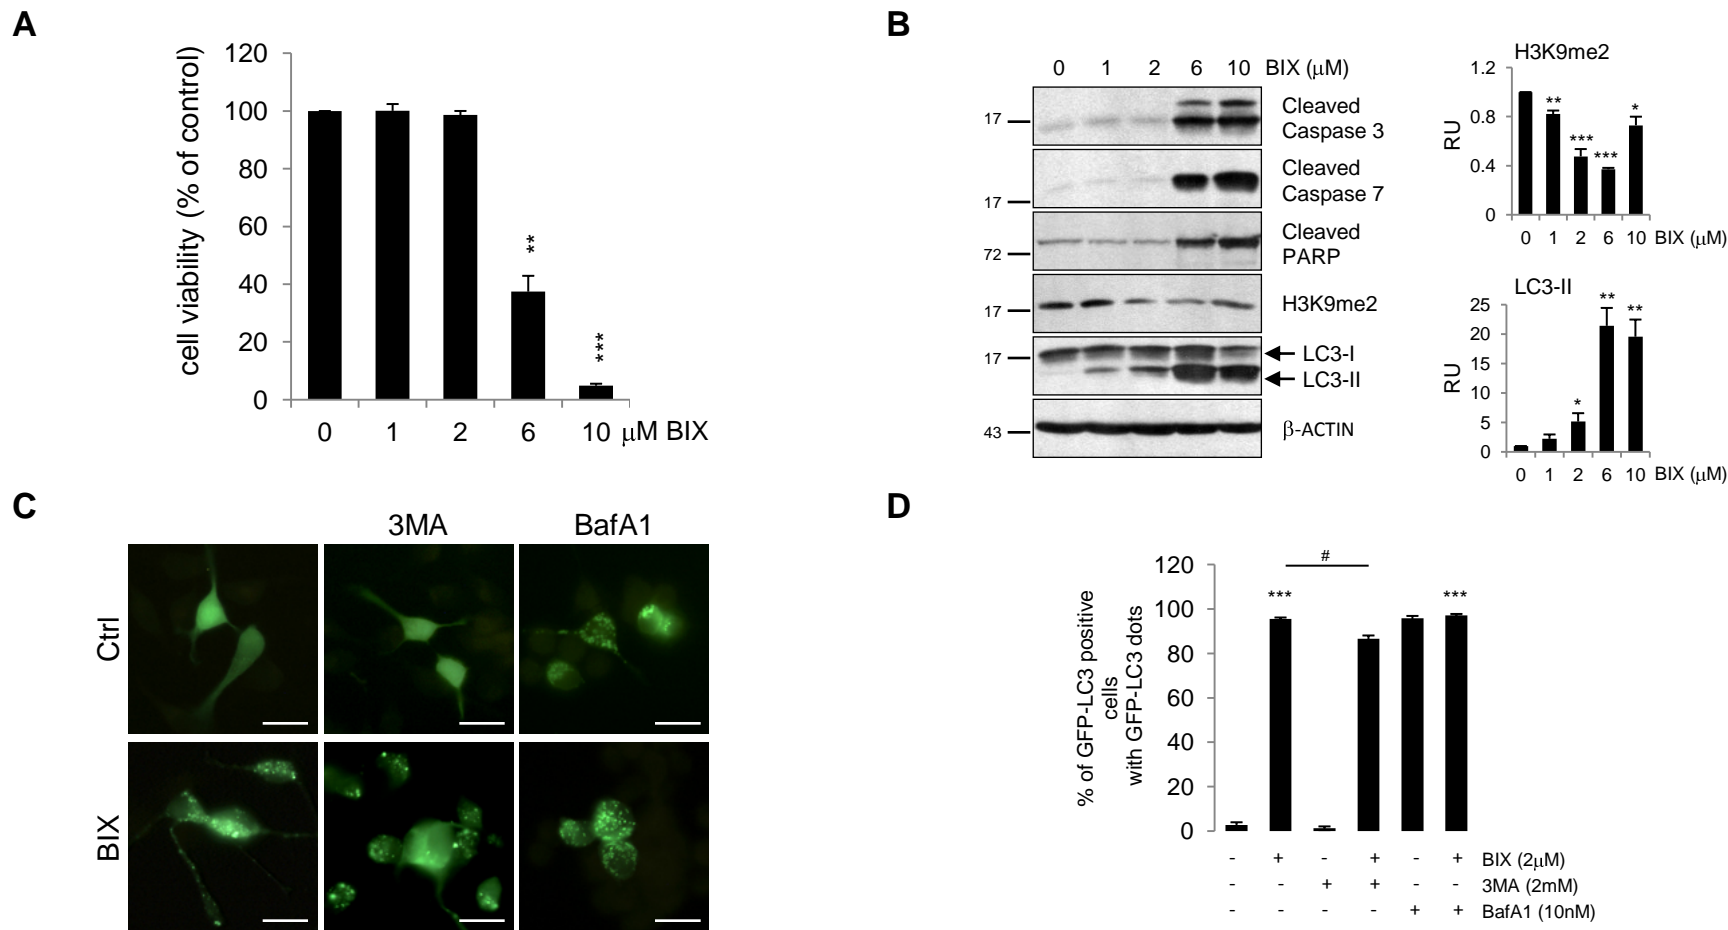 A
cell viability (% of control)
120
100
80
60
40
20
0
**
***
0 1 2 6 10 μM BIX
B
0 1 2 6 10 BIX (μM)
17
Cleaved
Caspase 3
17
Cleaved
Caspase 7
72
Cleaved
PARP
17
H3K9me2
17
LC3-I
LC3-II
43
β-ACTIN
H3K9me2
RU
1.2
0.8
0.4
0
** *** *** *
0 1 2 6 10 BIX (μM)
LC3-II
RU
25
20
15
10
5
0
* ** **
0 1 2 6 10 BIX (μM)
C
3MA BafA1
Ctrl
BIX
D
% of GFP-LC3 positive
cells
with GFP-LC3 dots
120
100
80
60
40
20
0
#
*** ***
- + - + - + BIX (2μM)
- - + + - - 3MA (2mM)
- - - - + + BafA1 (10nM)